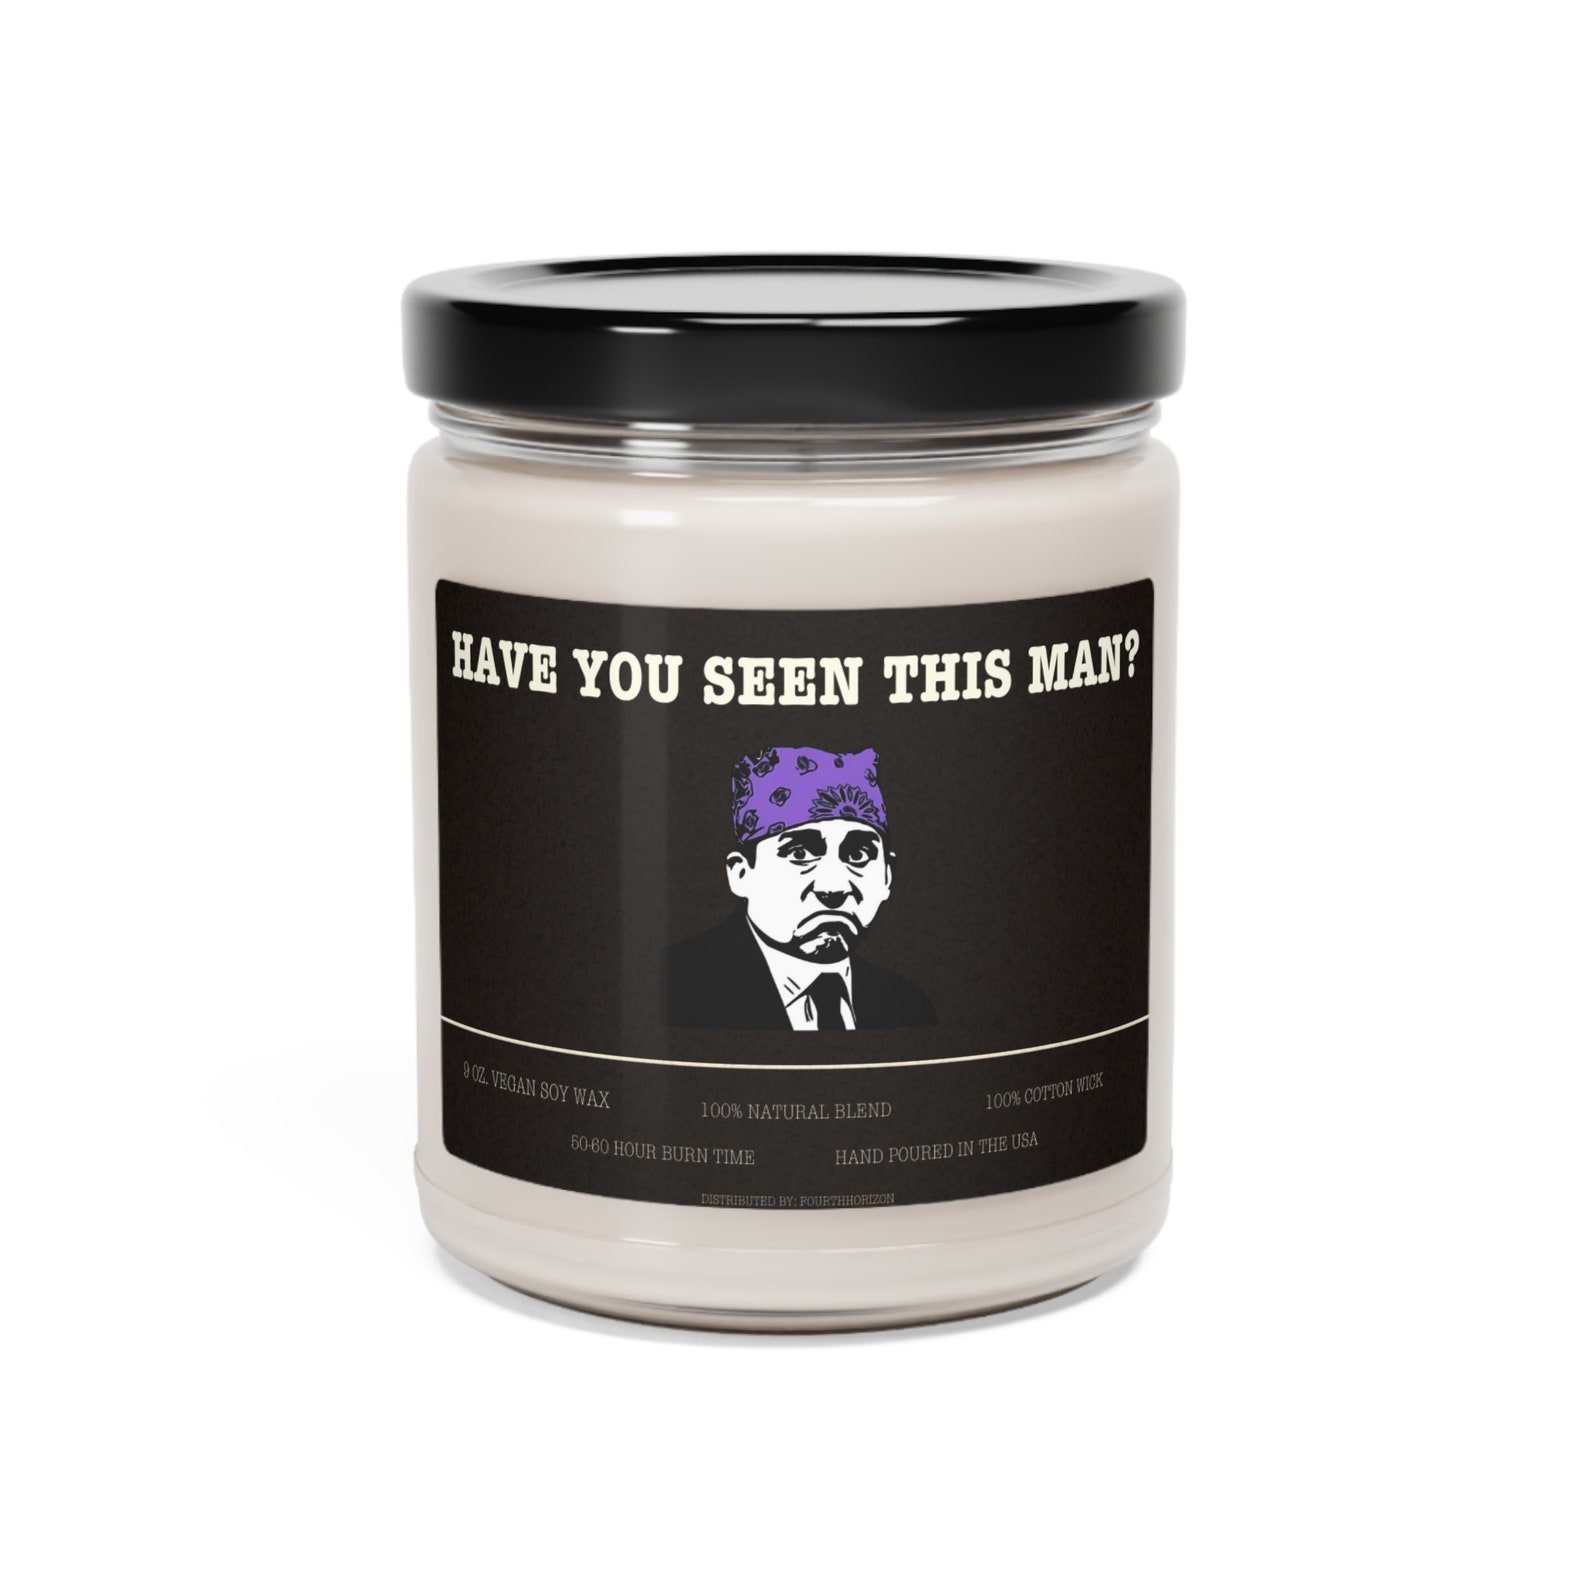 HAVE YOU SEEN THIS MAN?
9 OZ. VEGAN SOY WAX
100% NATURAL BLEND
100% COTTON WICK
50-60 HOUR BURN TIME
HAND POURED IN THE USA
DISTRIBUTED BY: FOURTHHORIZON